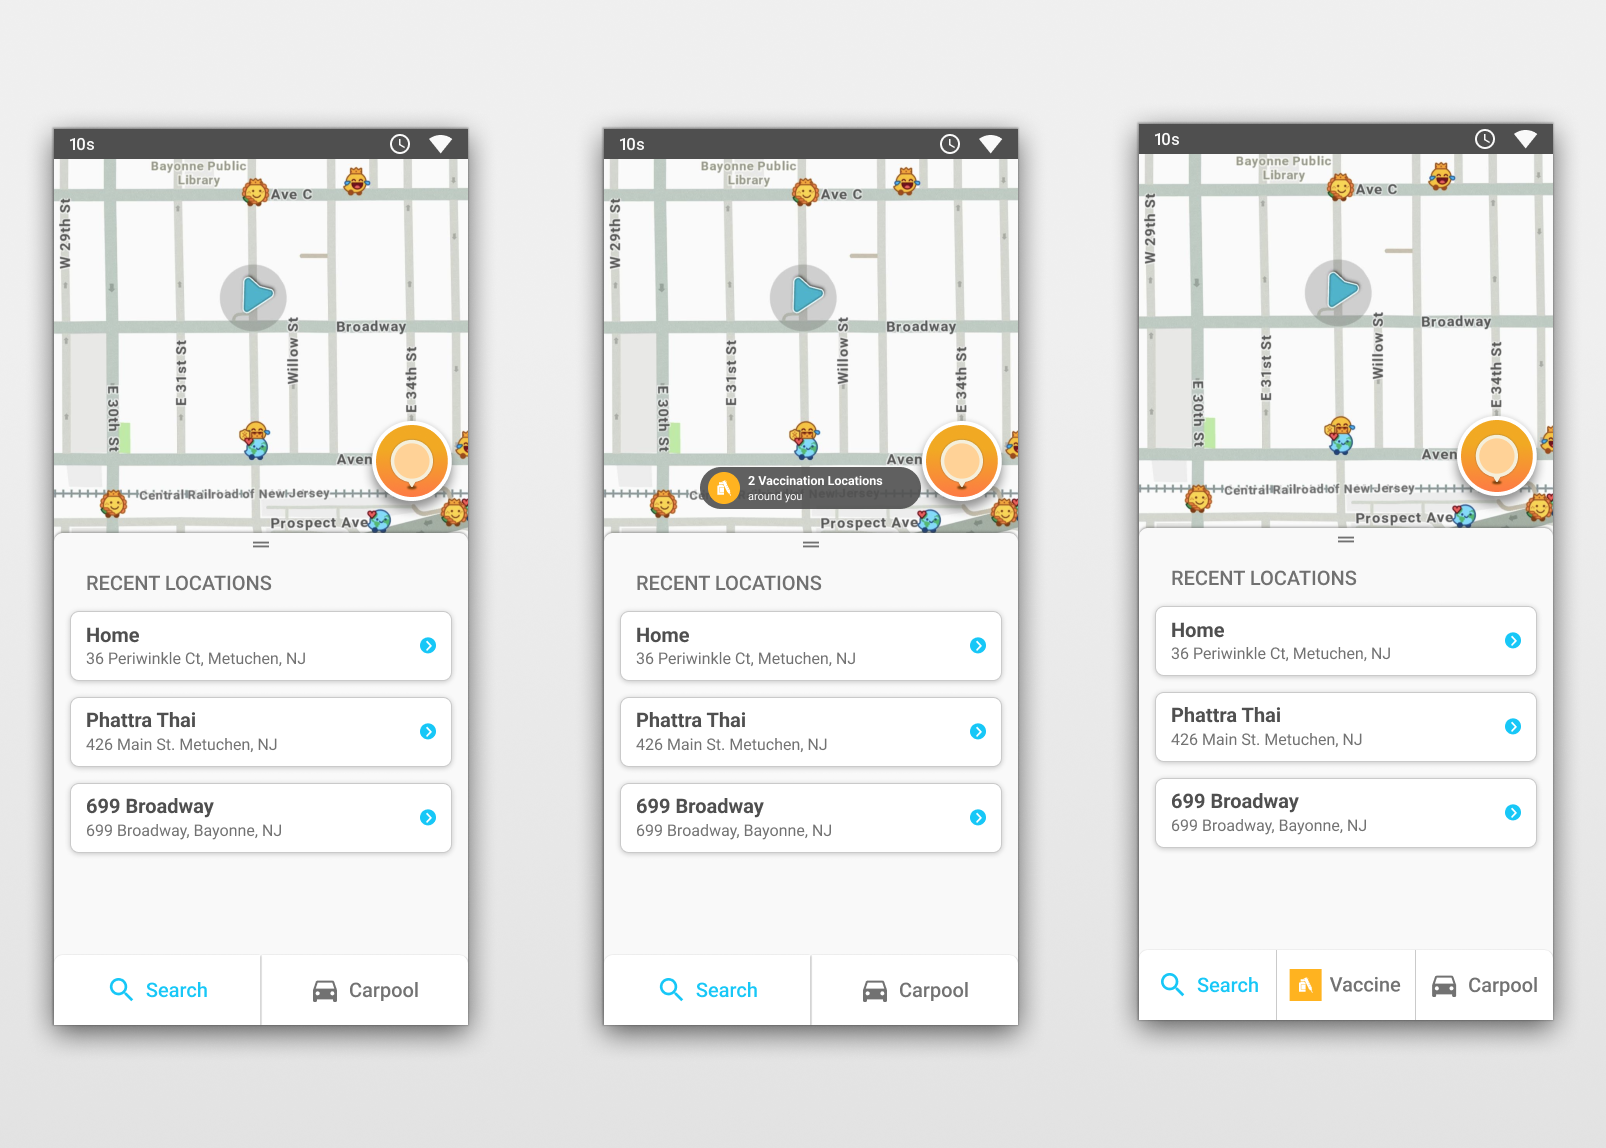 10s
Bayonne Public
Library
Ave C
W 29th St
Broadway
Willow St
E 31st St
E 34th St
E 30th St
Aven
Central Railroad of New Jersey
Prospect Ave
RECENT LOCATIONS
Home
36 Periwinkle Ct, Metuchen, NJ
Phattra Thai
426 Main St. Metuchen, NJ
699 Broadway
699 Broadway, Bayonne, NJ
Search
Carpool
10s
Bayonne Public
Library
Ave C
W 29th St
Broadway
Willow St
E 31st St
E 34th St
E 30th St
Aven
2 Vaccination Locations
around you
Prospect Ave
RECENT LOCATIONS
Home
36 Periwinkle Ct, Metuchen, NJ
Phattra Thai
426 Main St. Metuchen, NJ
699 Broadway
699 Broadway, Bayonne, NJ
Search
Carpool
10s
Bayonne Public
Library
Ave C
W 29th St
Broadway
Willow St
E 31st St
E 34th St
E 30th St
Aven
Central Railroad of New Jersey
Prospect Ave
RECENT LOCATIONS
Home
36 Periwinkle Ct, Metuchen, NJ
Phattra Thai
426 Main St. Metuchen, NJ
699 Broadway
699 Broadway, Bayonne, NJ
Search
Vaccine
Carpool